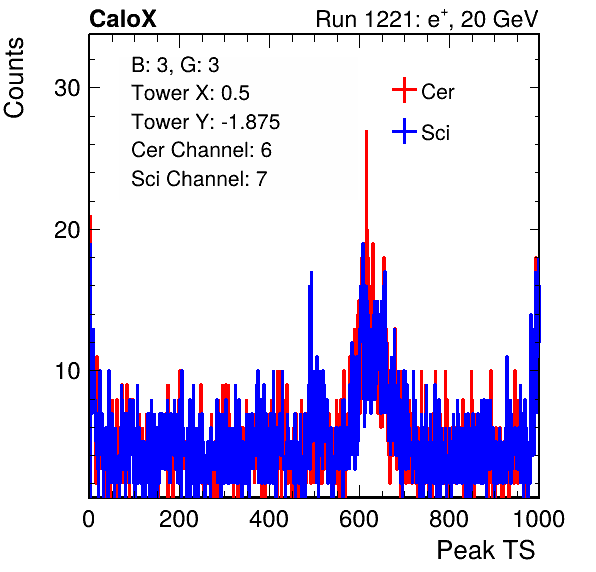 CaloX
Run 1221: e+, 20 GeV
Counts
B: 3, G: 3
Tower X: 0.5
Tower Y: -1.875
Cer Channel: 6
Sci Channel: 7
Cer
Sci
30
20
10
0
200
400
600
800
1000
Peak TS